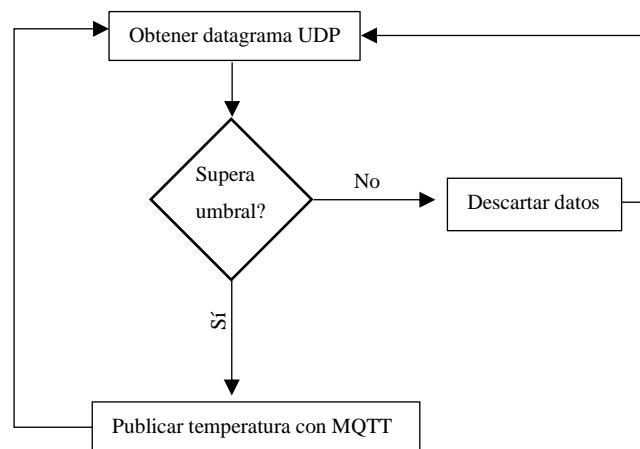 Obtener datagrama UDP
Supera
umbral?
No
Descartar datos
Sí
Publicar temperatura con MQTT